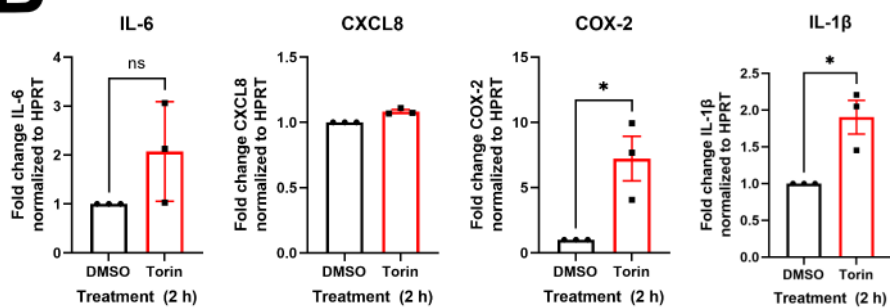 IL-6
Fold change IL-6
normalized to HPRT
4
3
2
1
0
ns
DMSO Torin
Treatment (2 h)
CXCL8
Fold change CXCL8
normalized to HPRT
1.5
1.0
0.5
0.0
DMSO Torin
Treatment (2 h)
COX-2
Fold change COX-2
normalized to HPRT
15
10
5
0
*
DMSO Torin
Treatment (2 h)
IL-1β
Fold change IL-1β
normalized to HPRT
2.5
2.0
1.5
1.0
0.5
0.0
*
DMSO Torin
Treatment (2 h)